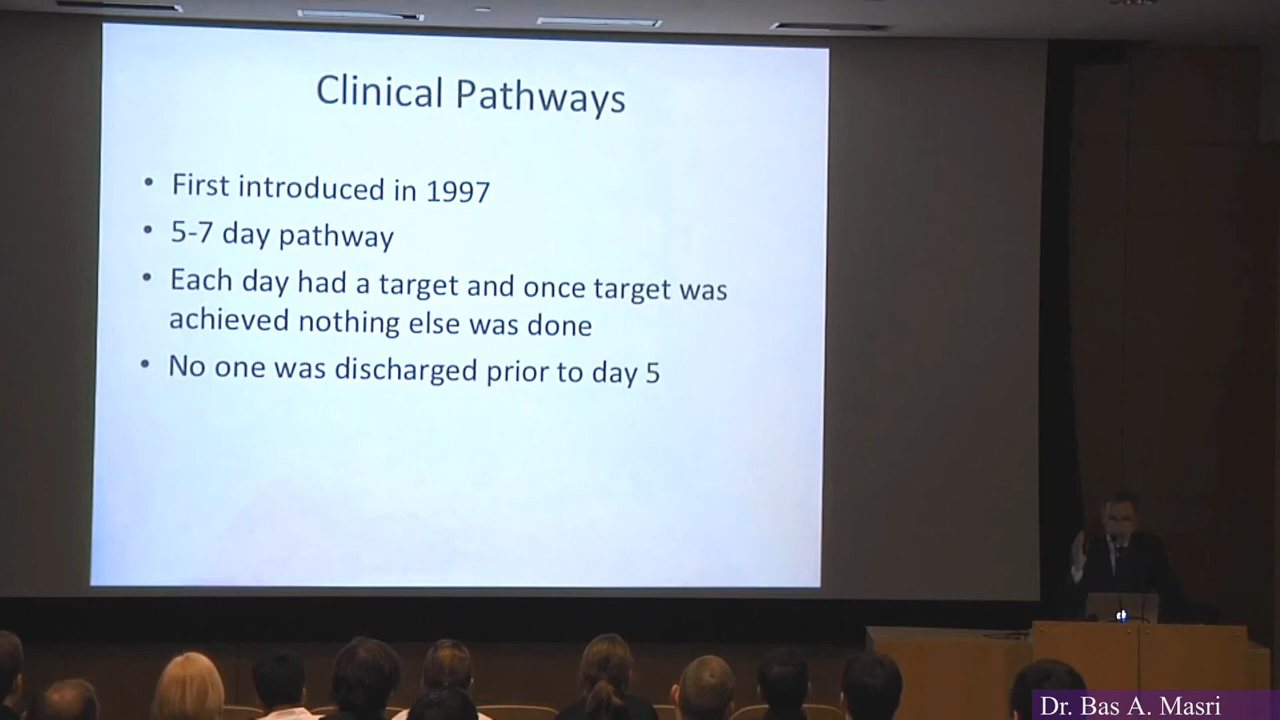 Clinical Pathways
• First introduced in 1997
• 5-7 day pathway
• Each day had a target and once target was
achieved nothing else was done
• No one was discharged prior to day 5
Dr. Bas A. Masri